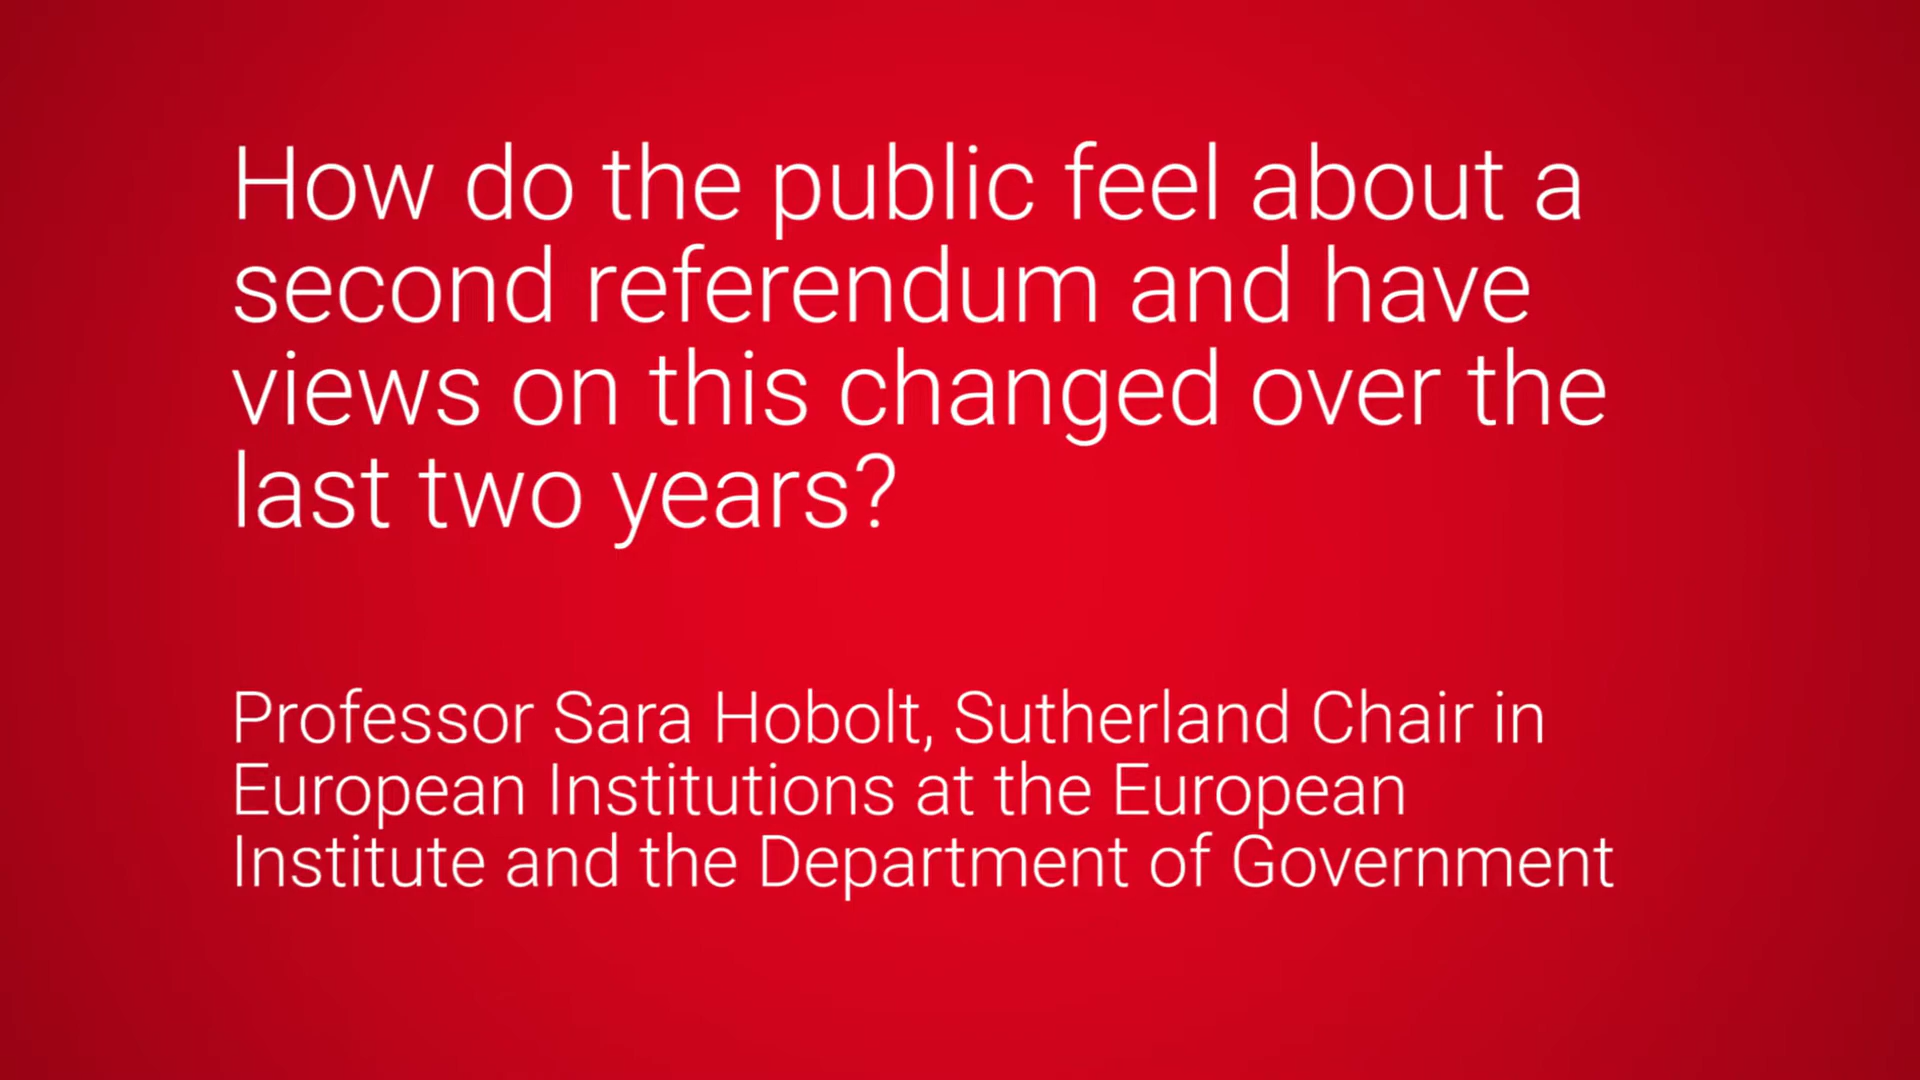 How do the public feel about a
second referendum and have
views on this changed over the
last two years?
Professor Sara Hobolt, Sutherland Chair in
European Institutions at the European
Institute and the Department of Government